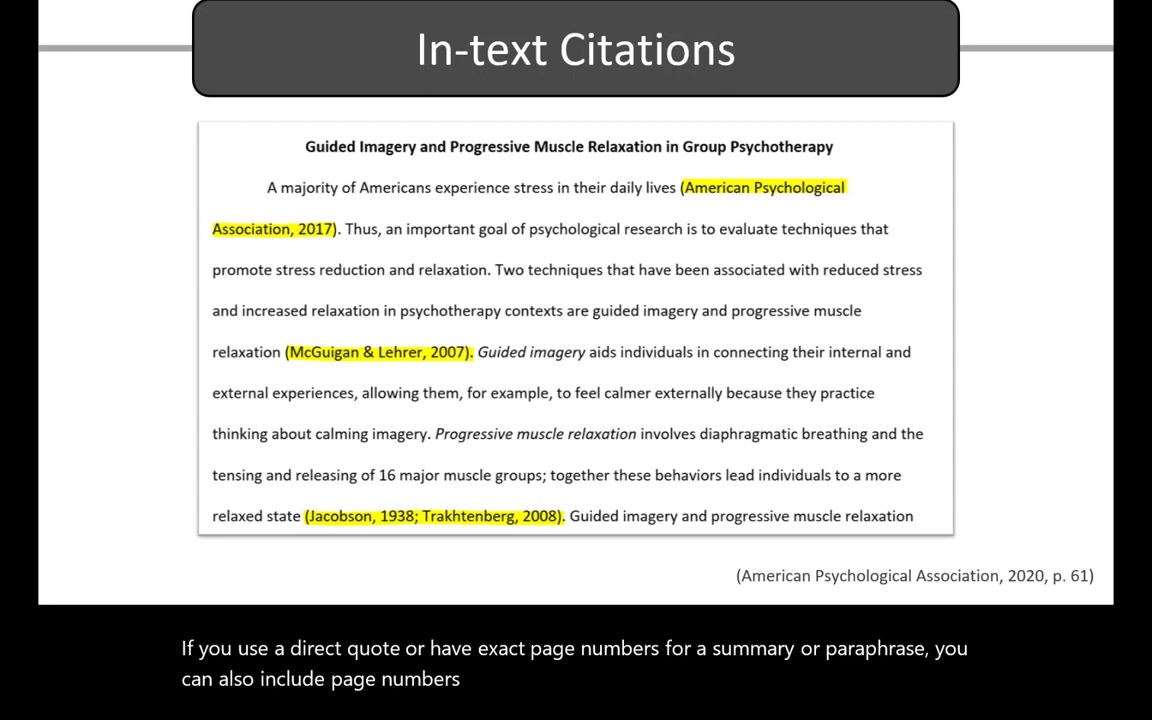 In-text Citations
Guided Imagery and Progressive Muscle Relaxation in Group Psychotherapy
A majority of Americans experience stress in their daily lives (American Psychological
Association, 2017). Thus, an important goal of psychological research is to evaluate techniques that
promote stress reduction and relaxation. Two techniques that have been associated with reduced stress
and increased relaxation in psychotherapy contexts are guided imagery and progressive muscle
relaxation (McGuigan & Lehrer, 2007). Guided imagery aids individuals in connecting their internal and
external experiences, allowing them, for example, to feel calmer externally because they practice
thinking about calming imagery. Progressive muscle relaxation involves diaphragmatic breathing and the
tensing and releasing of 16 major muscle groups; together these behaviors lead individuals to a more
relaxed state (Jacobson, 1938; Trakhtenberg, 2008). Guided imagery and progressive muscle relaxation
(American Psychological Association, 2020, p. 61)
If you use a direct quote or have exact page numbers for a summary or paraphrase, you
can also include page numbers